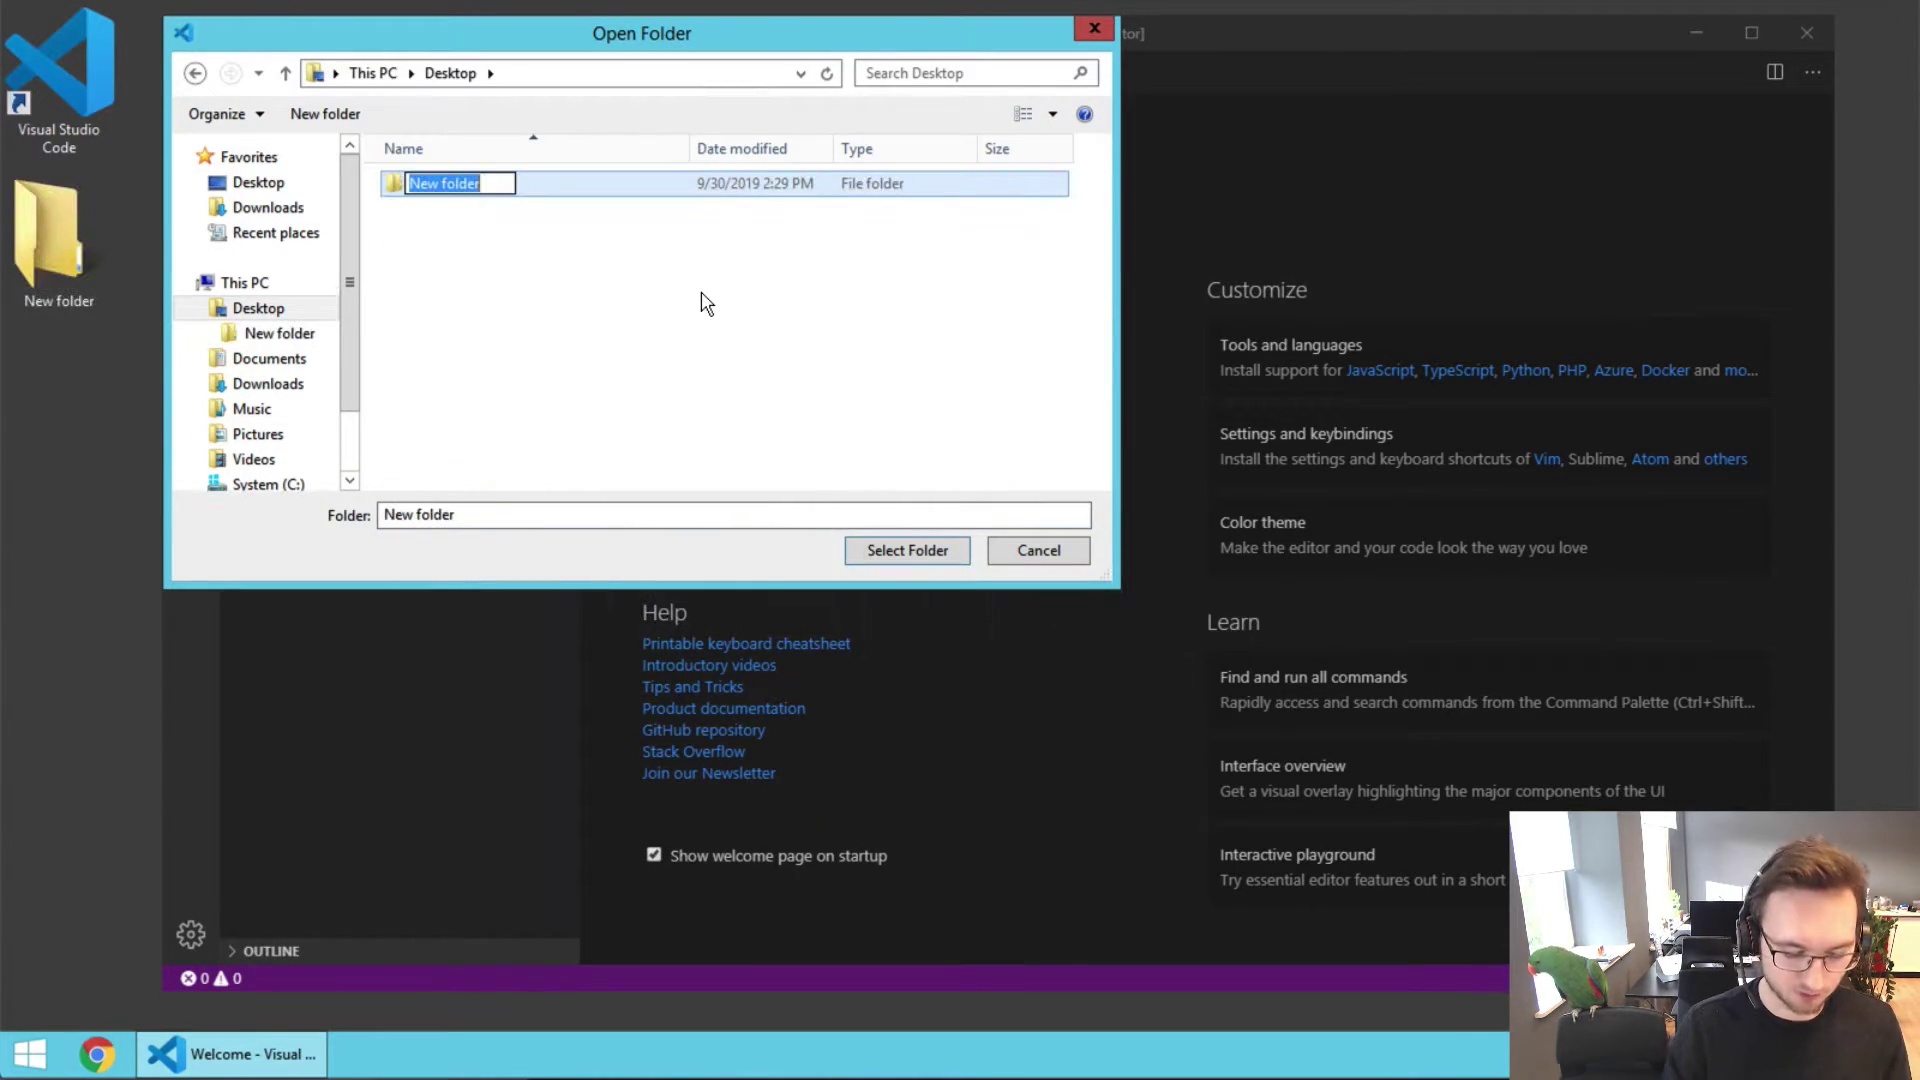 Visual Studio
Code
New folder
Open Folder
tor]
This PC
Desktop
Search Desktop
Organize
New folder
Name
Date modified
Type
Size
New folder
9/30/2019 2:29 PM
File folder
Favorites
Desktop
Downloads
Recent places
This PC
Desktop
New folder
Documents
Downloads
Music
Pictures
Videos
System (C:)
Folder: New folder
Select Folder
Cancel
Customize
Tools and languages
Install support for JavaScript, TypeScript, Python, PHP, Azure, Docker and mo...
Settings and keybindings
Install the settings and keyboard shortcuts of Vim, Sublime, Atom and others
Color theme
Make the editor and your code look the way you love
Help
Printable keyboard cheatsheet
Introductory videos
Tips and Tricks
Product documentation
GitHub repository
Stack Overflow
Join our Newsletter
Show welcome page on startup
Learn
Find and run all commands
Rapidly access and search commands from the Command Palette (Ctrl+Shift...
Interface overview
Get a visual overlay highlighting the major components of the UI
Interactive playground
Try essential editor features out in a short
OUTLINE
0 0
Welcome - Visual ...